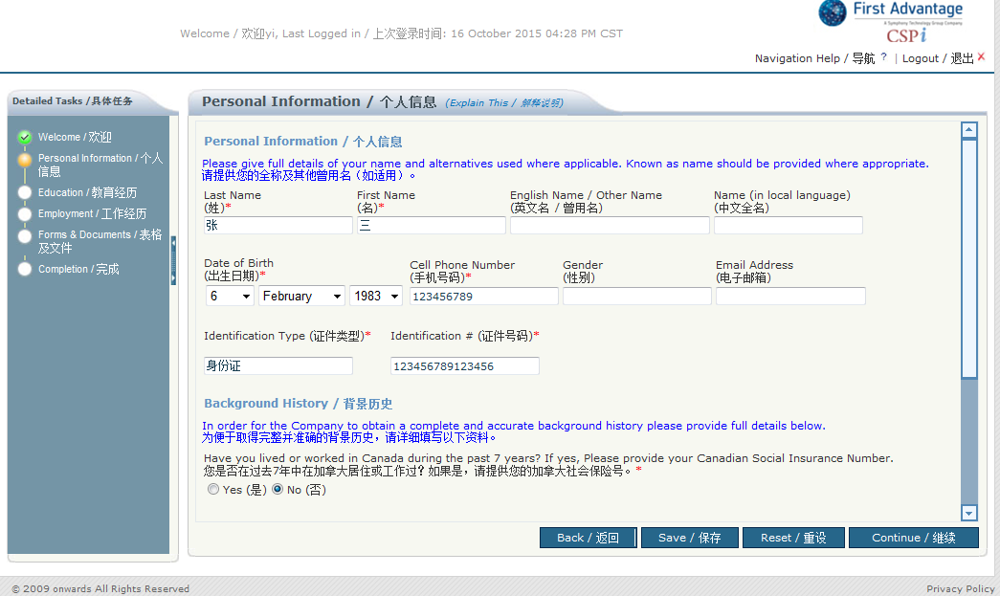 First Advantage
A Symphony Technology Group Company
CSPi
Welcome / 欢迎yi, Last Logged in / 上次登录时间: 16 October 2015 04:28 PM CST
Navigation Help / 导航 ? | Logout / 退出 X
Detailed Tasks /具体任务
Welcome / 欢迎
Personal Information / 个人
信息
Education / 教育经历
Employment / 工作经历
Forms & Documents / 表格
及文件
Completion / 完成
Personal Information / 个人信息 (Explain This / 解释说明)
Personal Information / 个人信息
Please give full details of your name and alternatives used where applicable. Known as name should be provided where appropriate.
请提供您的全称及其他曾用名（如适用）。
Last Name First Name English Name / Other Name Name (in local language)
(姓)* (名)* (英文名 / 曾用名) (中文全名)
张 三
Date of Birth Cell Phone Number Gender Email Address
(出生日期)* (手机号码)* (性别) (电子邮箱)
6 February 1983 123456789
Identification Type (证件类型)* Identification # (证件号码)*
身份证 123456789123456
Background History / 背景历史
In order for the Company to obtain a complete and accurate background history please provide full details below.
为便于取得完整并准确的背景历史，请详细填写以下资料。
Have you lived or worked in Canada during the past 7 years? If yes, Please provide your Canadian Social Insurance Number.
您是否在过去7年中在加拿大居住或工作过？如果是，请提供您的加拿大社会保险号。*
Yes (是) No (否)
Back / 返回 Save / 保存 Reset / 重设 Continue / 继续
© 2009 onwards All Rights Reserved Privacy Policy